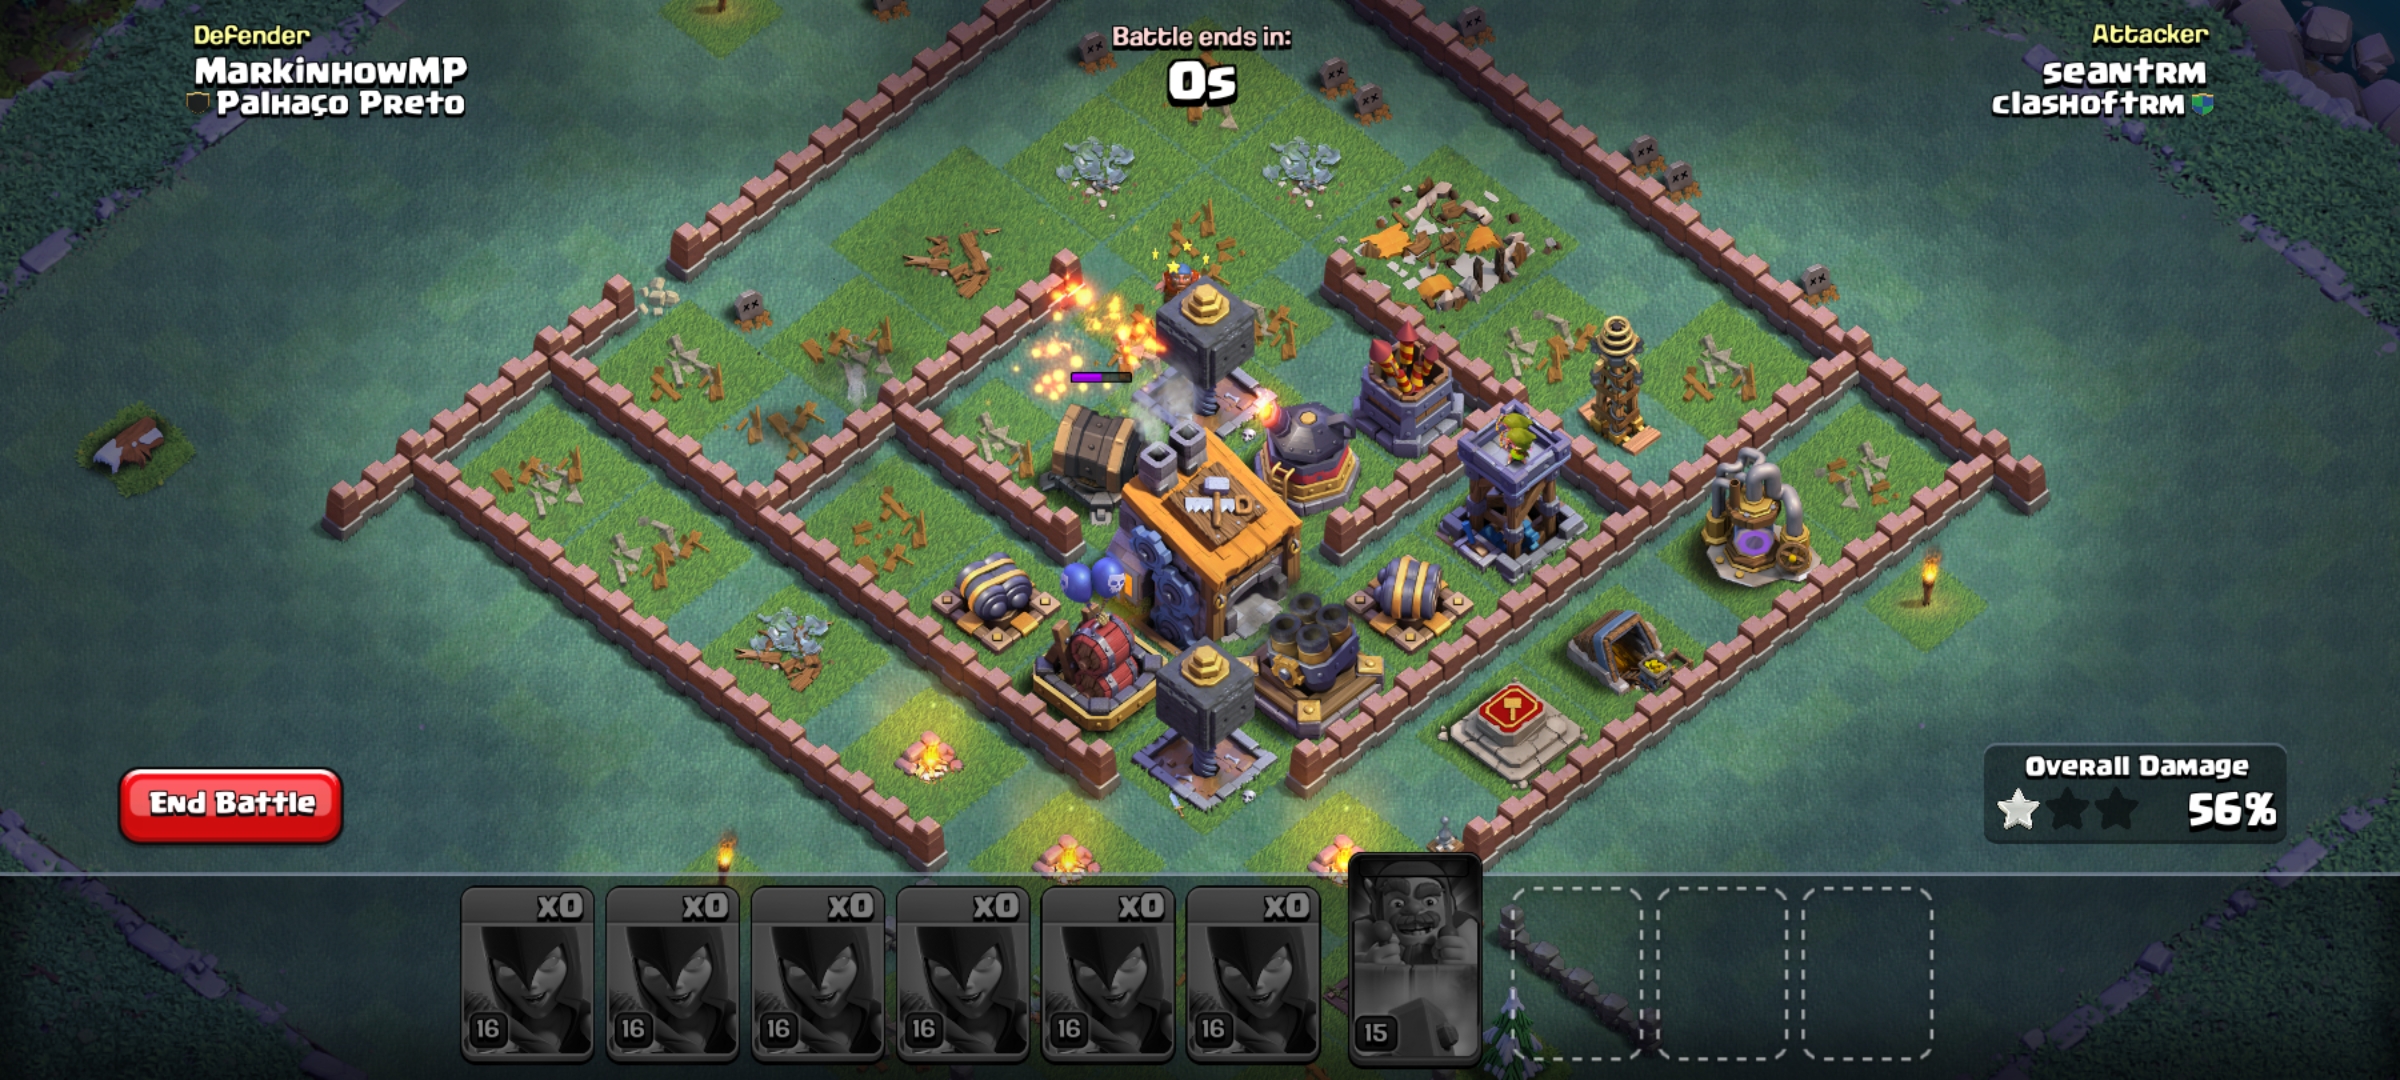 Defender
MarkinhowMP
Palhaço Preto
Battle ends in:
0s
Attacker
seantRM
clashoftRM
End Battle
Overall Damage
56%
x0 x0 x0 x0 x0 x0
16 16 16 16 16 16 15